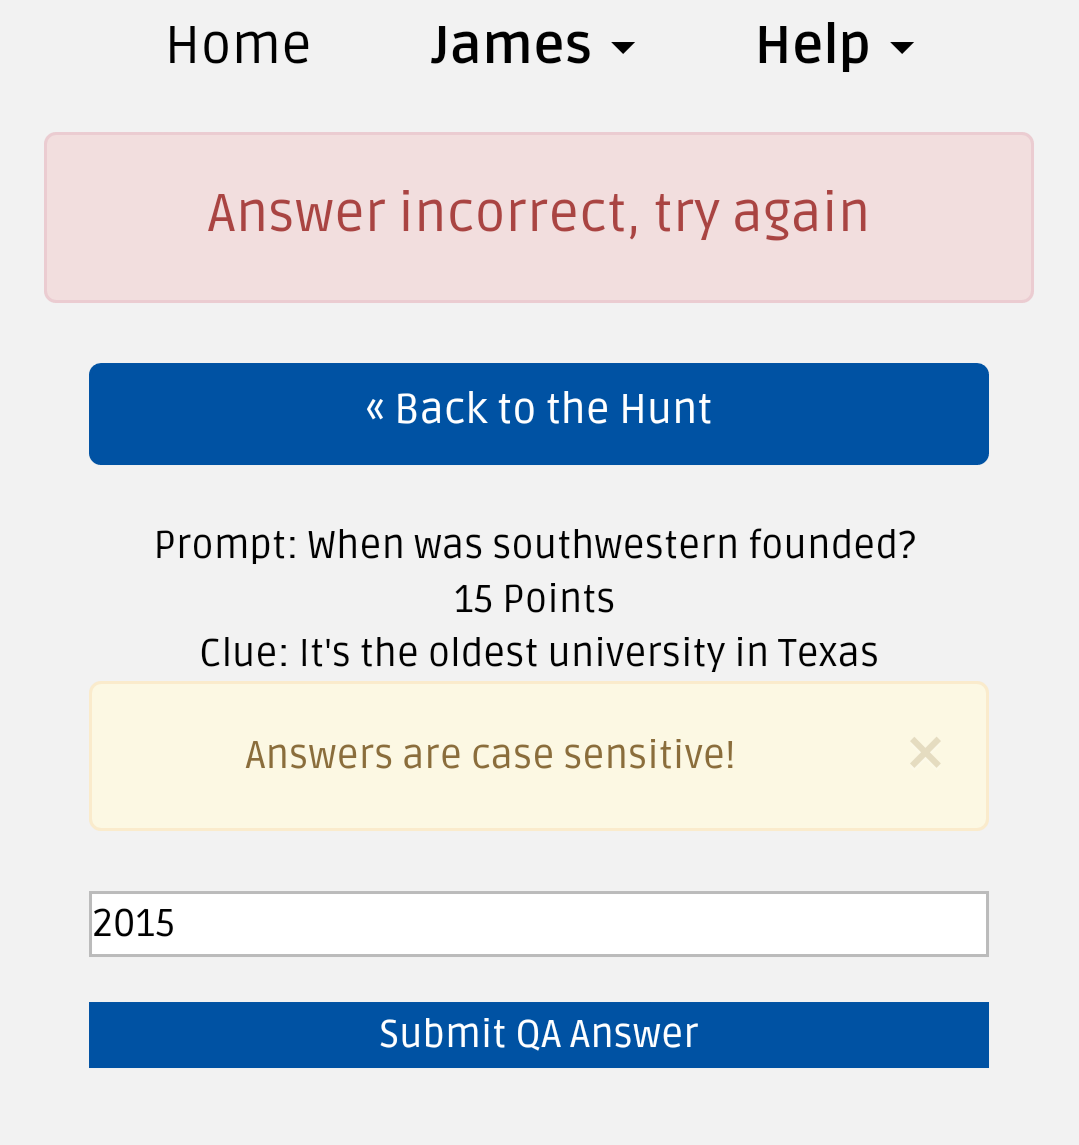 Home James Help
Answer incorrect, try again
« Back to the Hunt
Prompt: When was southwestern founded?
15 Points
Clue: It's the oldest university in Texas
Answers are case sensitive! ×
2015
Submit QA Answer